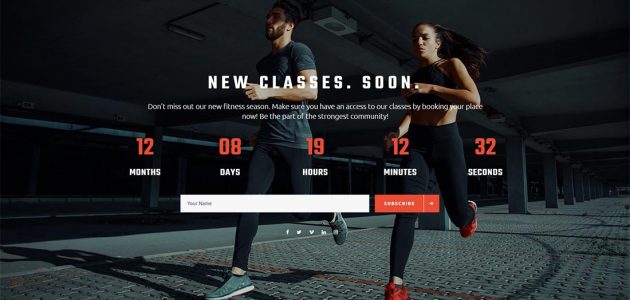 NEW CLASSES. SOON.
Don't miss out our new fitness season. Make sure you have an access to our classes by booking your place
now! Be the part of the strongest community!
12 08 19 12 32
MONTHS DAYS HOURS MINUTES SECONDS
Your Name SUBSCRIBE